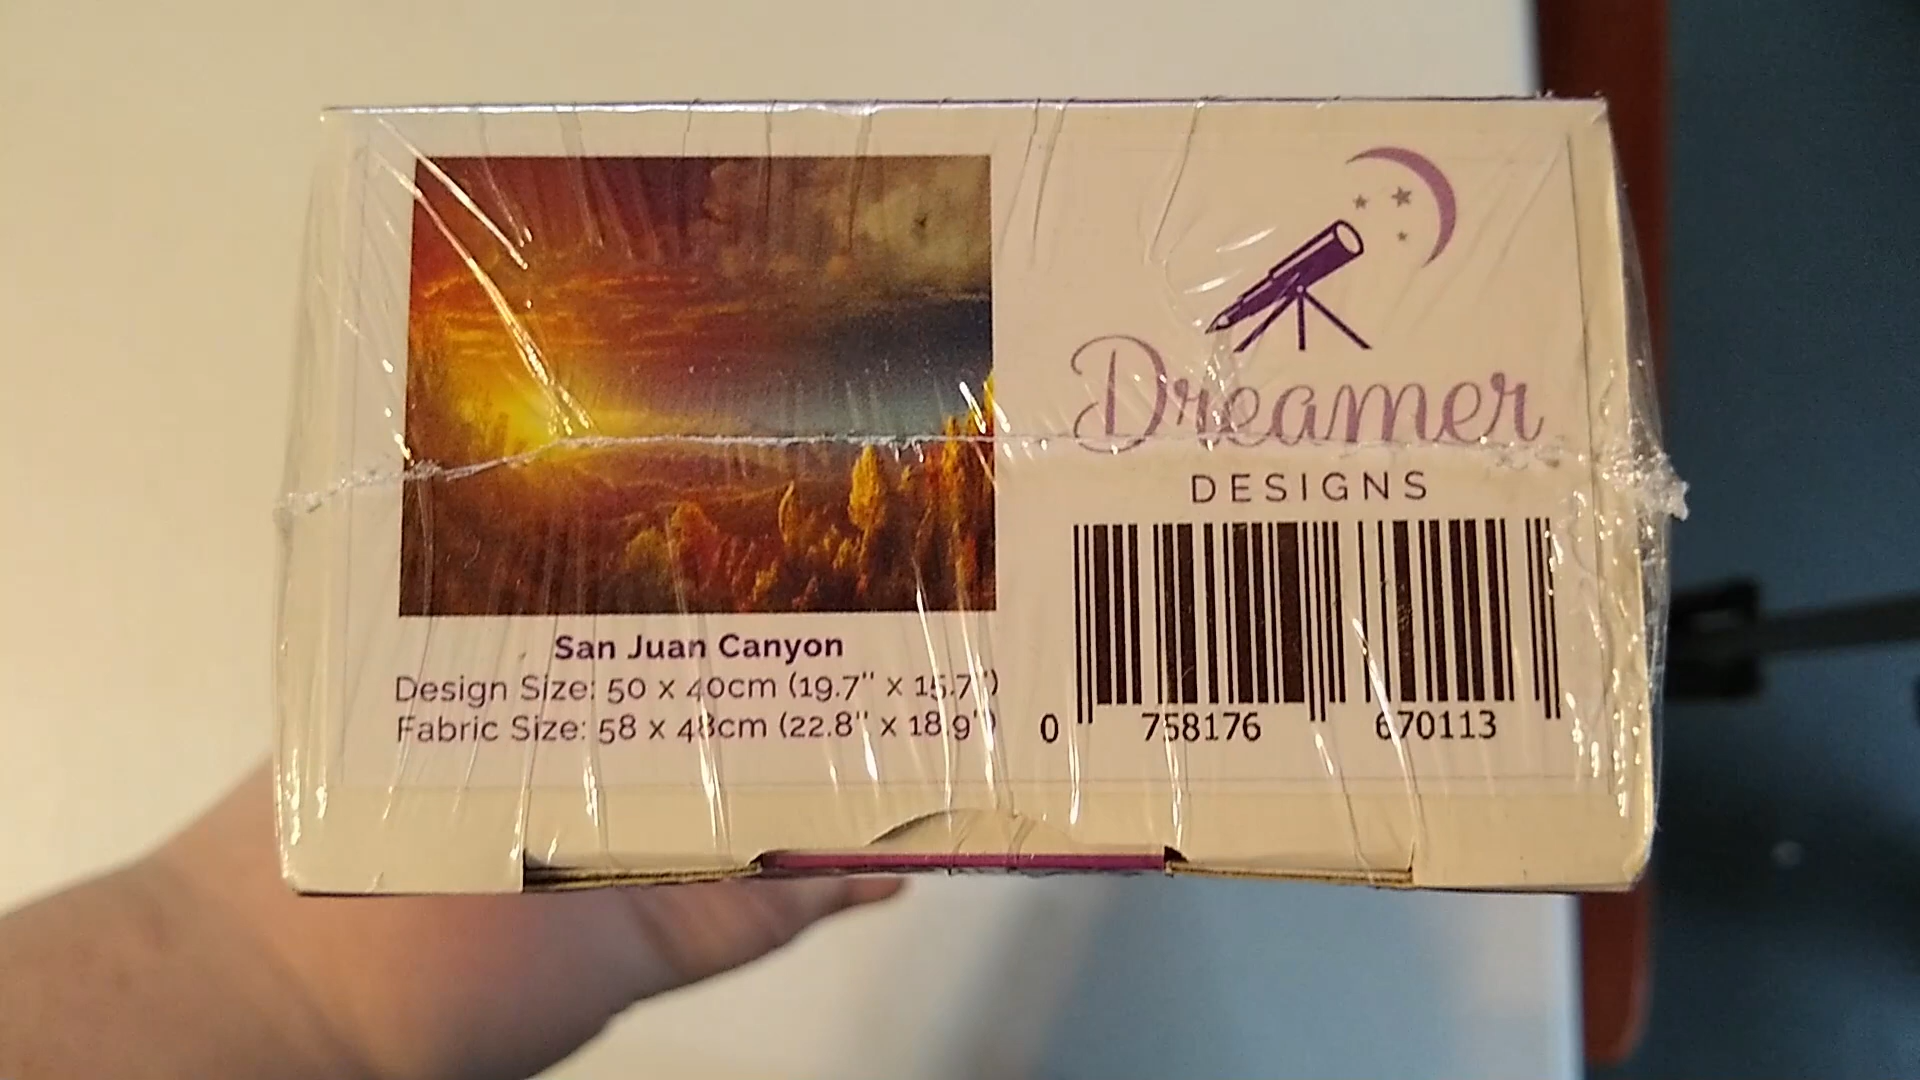 Dreamer
DESIGNS
San Juan Canyon
Design Size: 50 x 40cm (19.7" x 15.7")
Fabric Size: 58 x 48cm (22.8" x 18.9")
0 758176 670113